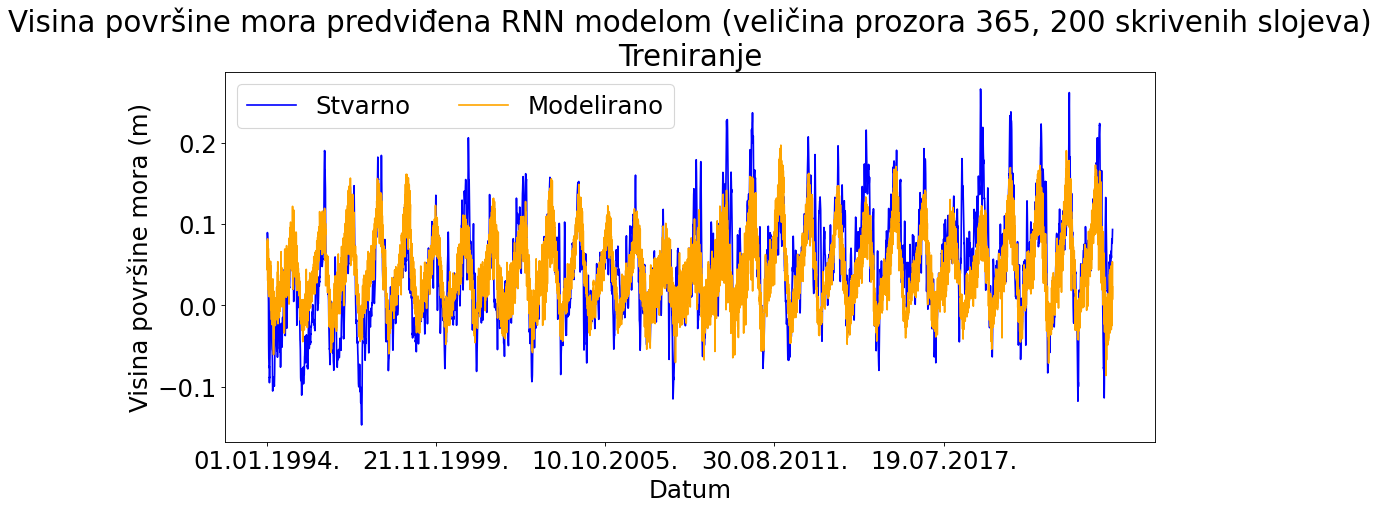 Visina površine mora predviđena RNN modelom (veličina prozora 365, 200 skrivenih slojeva)
Treniranje
Stvarno Modelirano
Visina površine mora (m)
0.2
0.1
0.0
−0.1
01.01.1994. 21.11.1999. 10.10.2005. 30.08.2011. 19.07.2017.
Datum